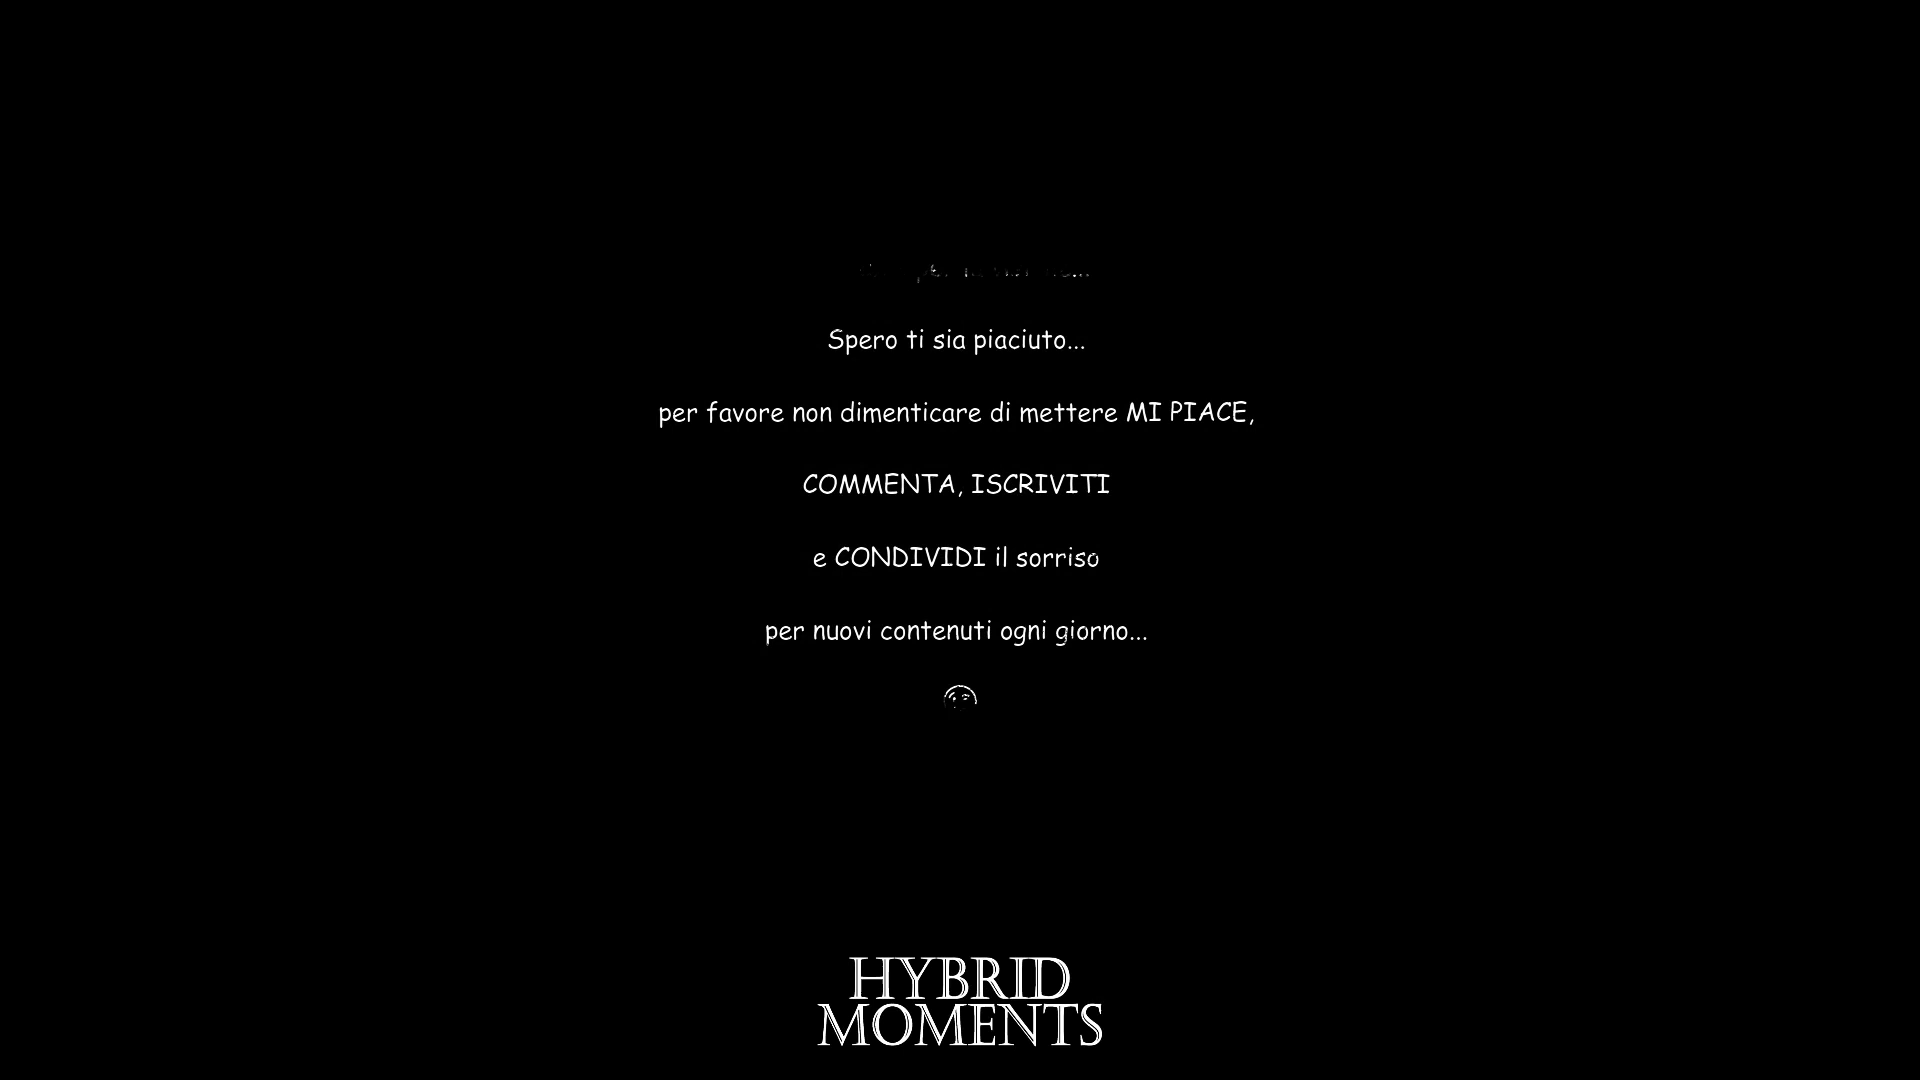 Spero ti sia piaciuto...
per favore non dimenticare di mettere MI PIACE,
COMMENTA, ISCRIVITI
e CONDIVIDI il sorriso
per nuovi contenuti ogni giorno...
HYBRID
MOMENTS